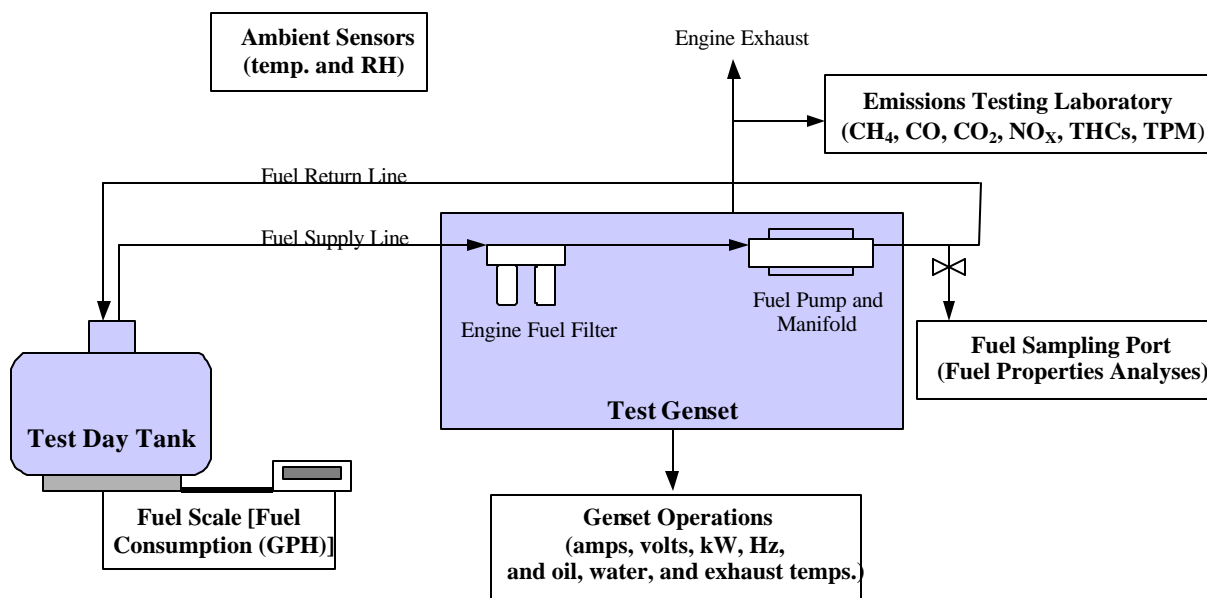 Ambient Sensors
(temp. and RH)
Engine Exhaust
Emissions Testing Laboratory
(CH₄, CO, CO₂, NOₓ, THCs, TPM)
Fuel Return Line
Fuel Supply Line
Engine Fuel Filter
Fuel Pump and
Manifold
Fuel Sampling Port
(Fuel Properties Analyses)
Test Genset
Test Day Tank
Fuel Scale [Fuel
Consumption (GPH)]
Genset Operations
(amps, volts, kW, Hz,
and oil, water, and exhaust temps.)